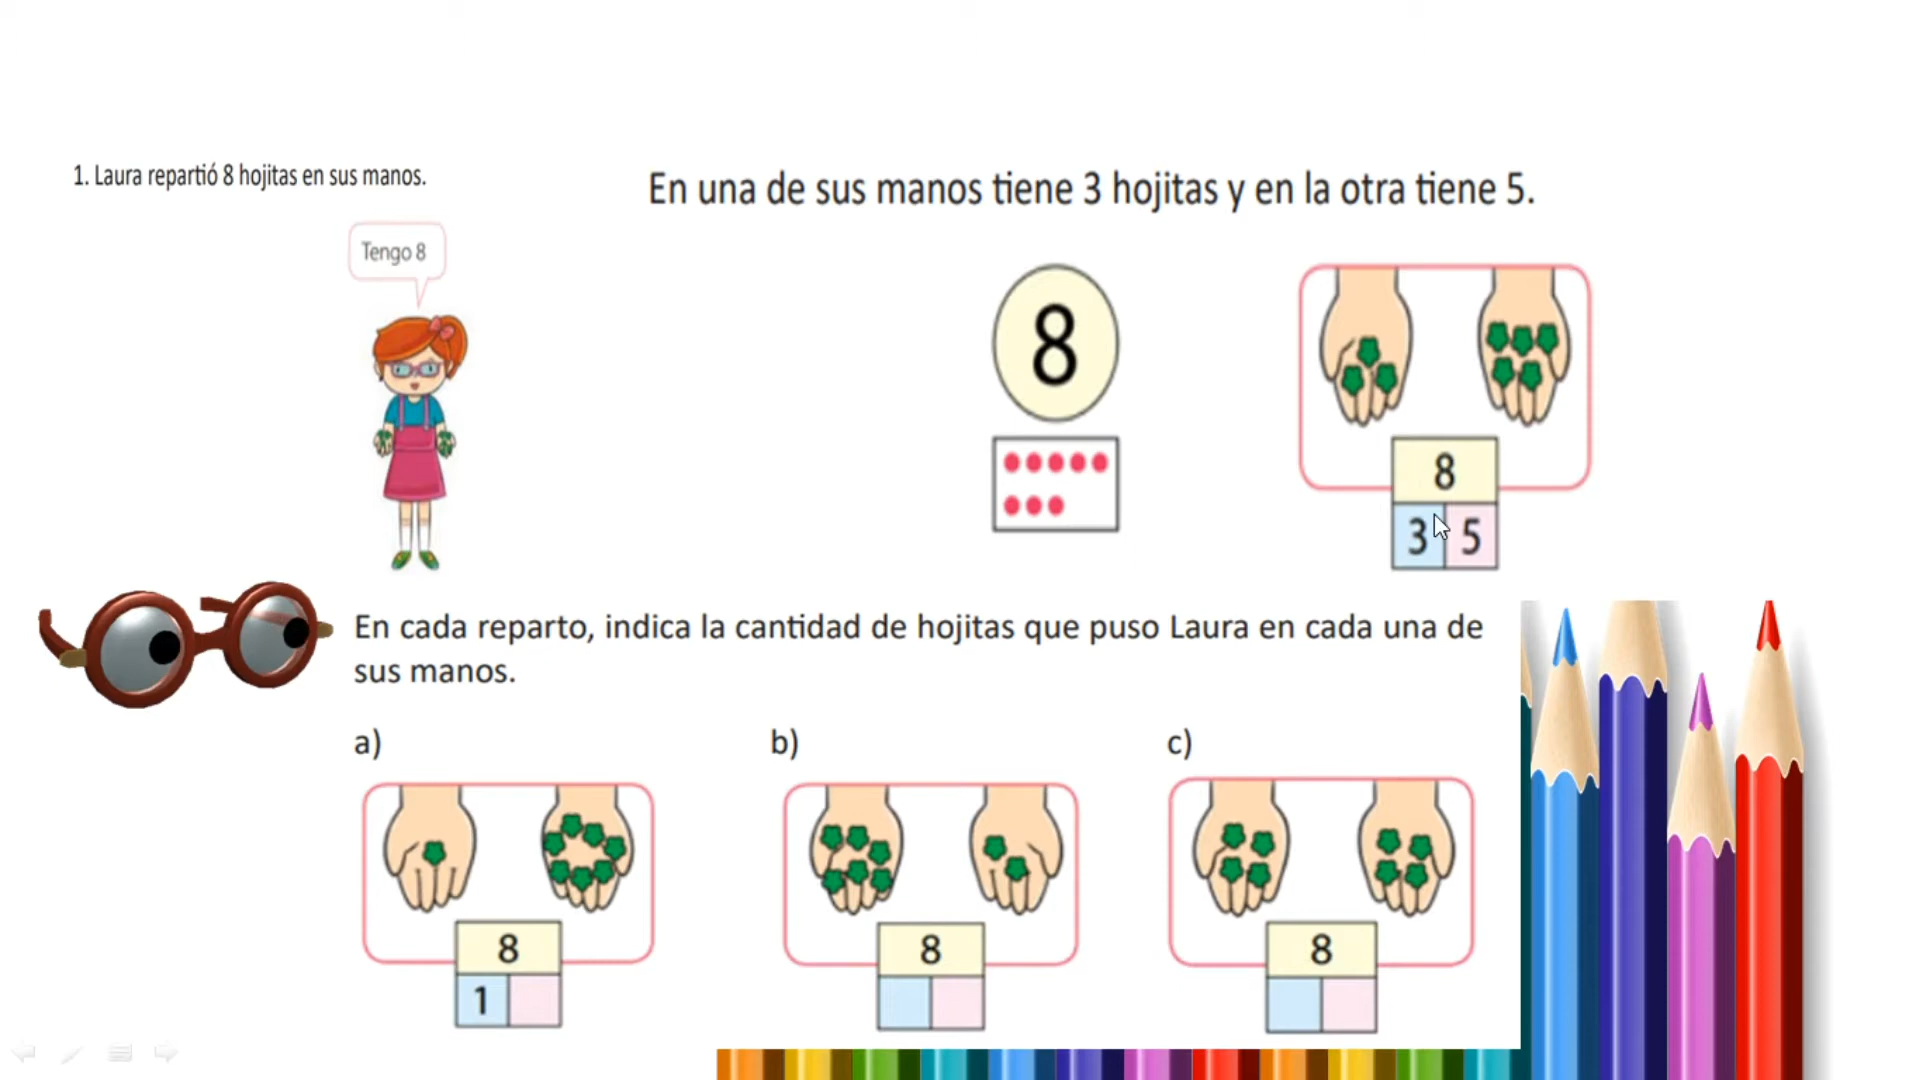 1. Laura repartió 8 hojitas en sus manos.
En una de sus manos tiene 3 hojitas y en la otra tiene 5.
Tengo 8
8
8
3 5
En cada reparto, indica la cantidad de hojitas que puso Laura en cada una de
sus manos.
a)
b)
c)
8
1
8
8